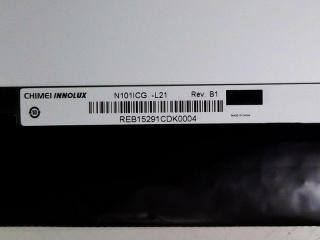 CHIMEI INNOLUX N101ICG -L21 Rev. B1
REB15291CDK0004